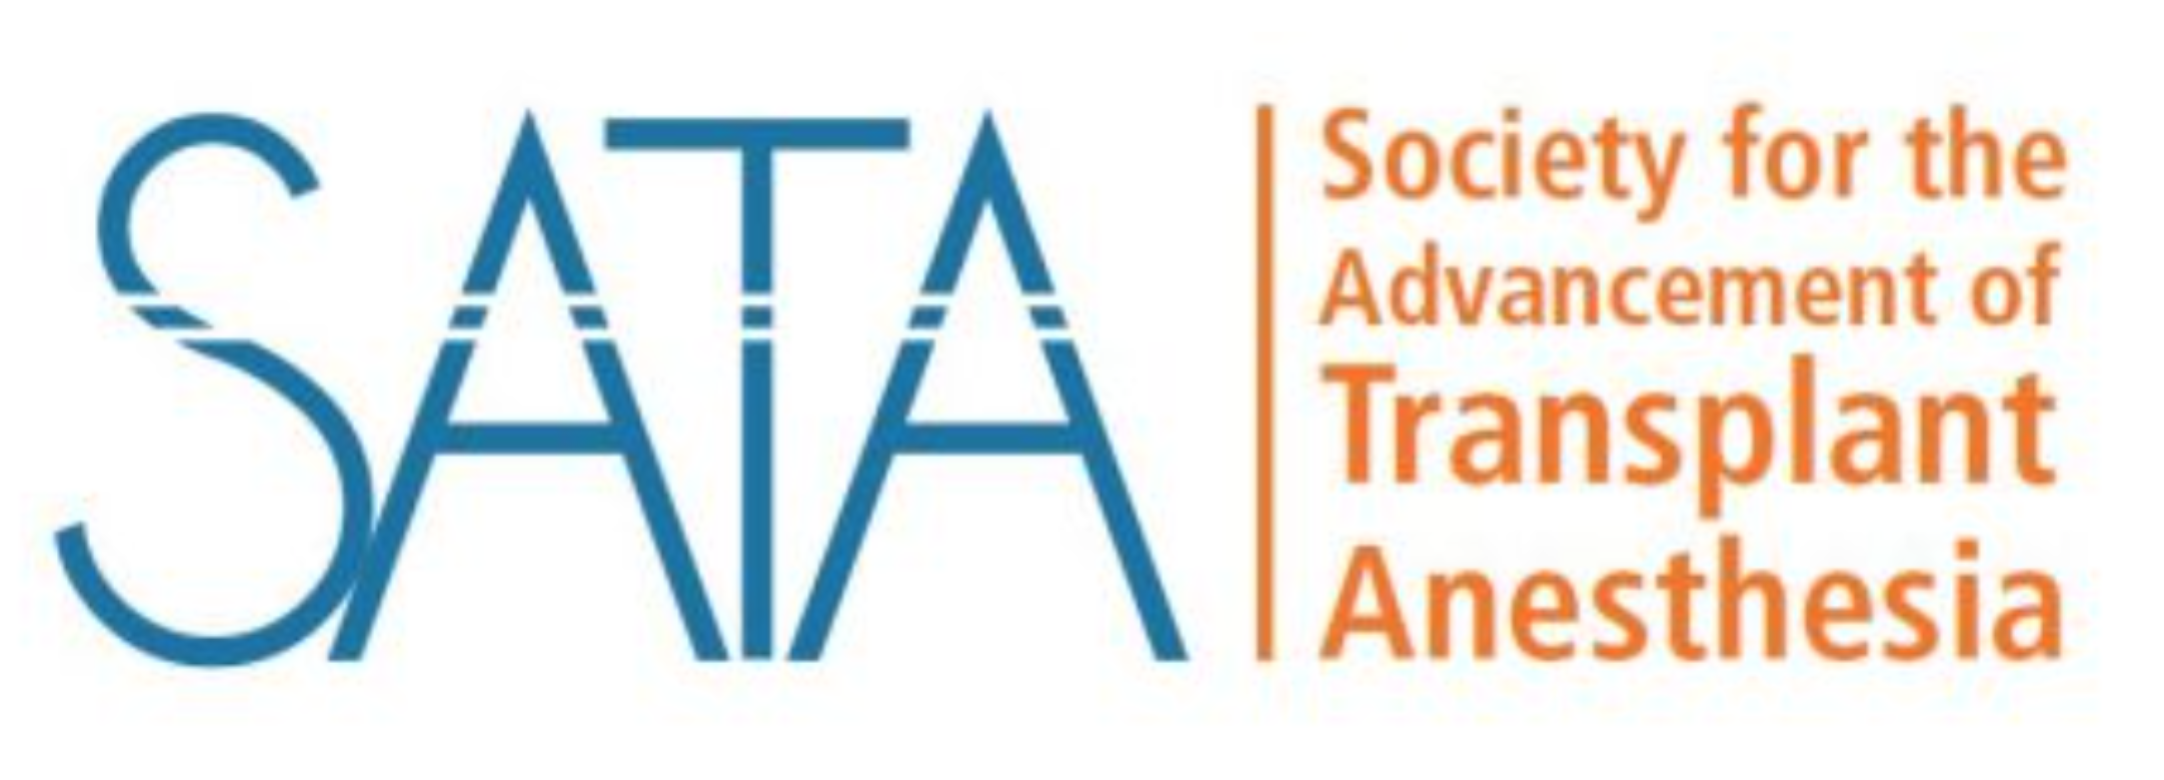 SATA
Society for the
Advancement of
Transplant
Anesthesia